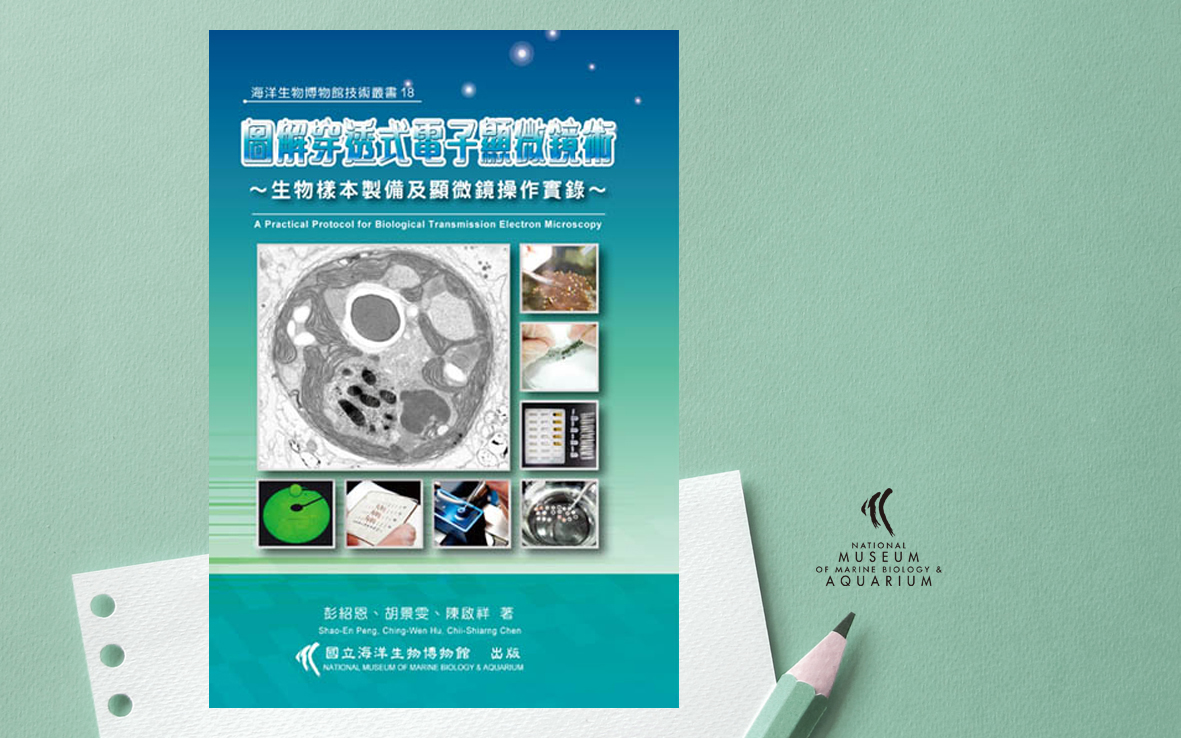 海洋生物博物館技術叢書 18
圖解穿透式電子顯微鏡術
～生物樣本製備及顯微鏡操作實錄～
A Practical Protocol for Biological Transmission Electron Microscopy
彭紹恩、胡景雯、陳啟祥 著
Shao-En Peng, Ching-Wen Hu, Chii-Shiarng Chen
國立海洋生物博物館 出版
NATIONAL MUSEUM OF MARINE BIOLOGY & AQUARIUM
NATIONAL
MUSEUM
OF MARINE BIOLOGY &
AQUARIUM